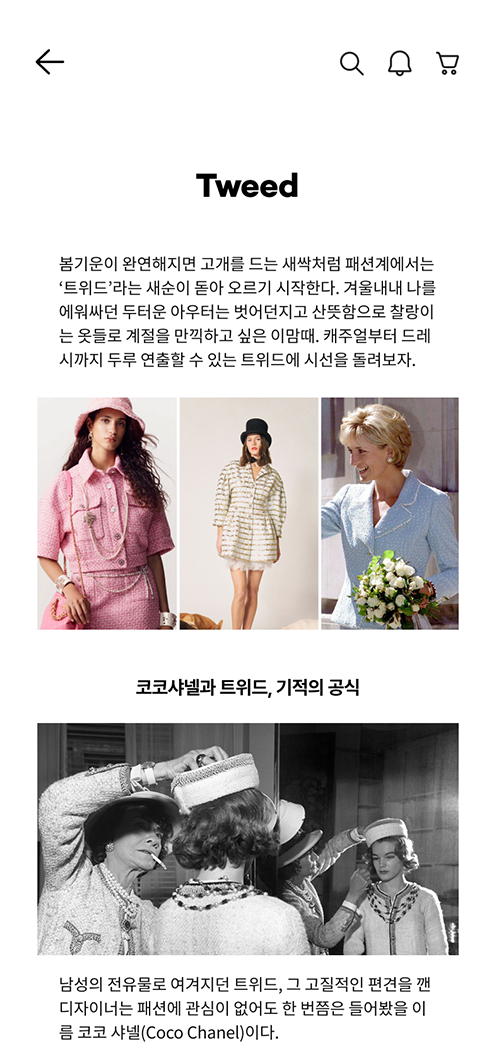 Tweed
봄기운이 완연해지면 고개를 드는 새싹처럼 패션계에서는
‘트위드’라는 새순이 돋아 오르기 시작한다. 겨울내내 나를
에워싸던 두터운 아우터는 벗어던지고 산뜻함으로 찰랑이
는 옷들로 계절을 만끽하고 싶은 이맘때. 캐주얼부터 드레
시까지 두루 연출할 수 있는 트위드에 시선을 돌려보자.
코코샤넬과 트위드, 기적의 공식
남성의 전유물로 여겨지던 트위드, 그 고질적인 편견을 깬
디자이너는 패션에 관심이 없어도 한 번쯤은 들어봤을 이
름 코코 샤넬(Coco Chanel)이다.